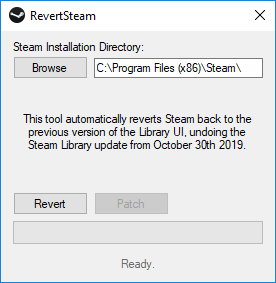 RevertSteam
Steam Installation Directory:
Browse
C:\Program Files (x86)\Steam\
This tool automatically reverts Steam back to the
previous version of the Library UI, undoing the
Steam Library update from October 30th 2019.
Revert
Patch
Ready.